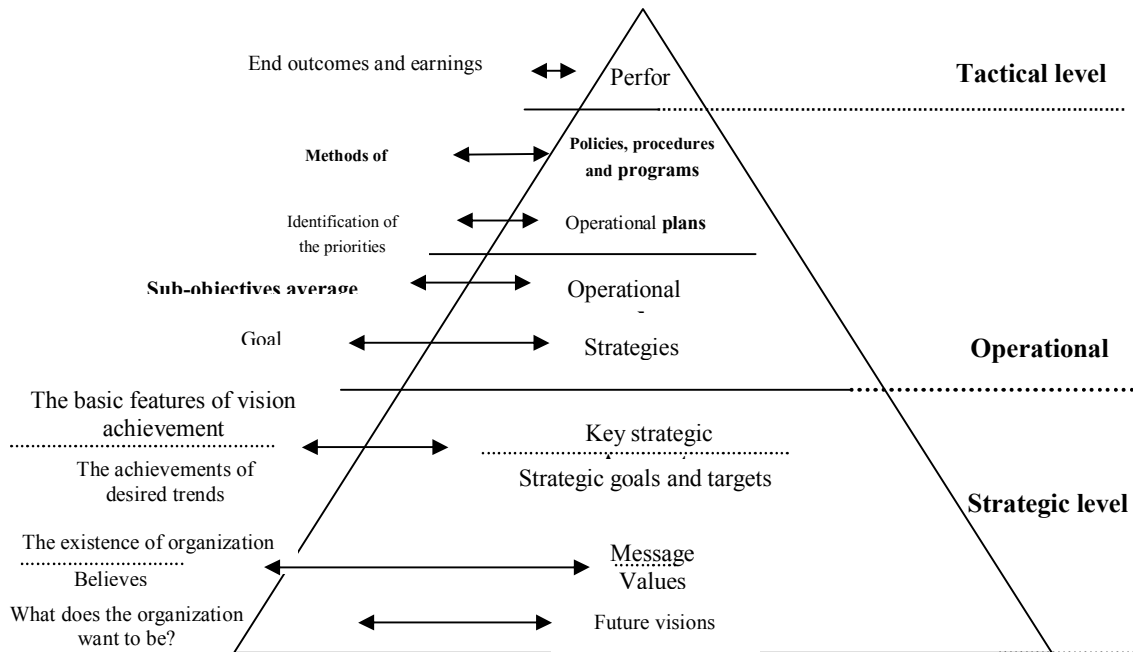 End outcomes and earnings
Perfor
Tactical level
Methods of
Policies, procedures
and programs
Identification of
the priorities
Operational plans
Sub-objectives average
Operational
Goal
Strategies
Operational
The basic features of vision
achievement
Key strategic
The achievements of
desired trends
Strategic goals and targets
Strategic level
The existence of organization
Believes
Message
Values
What does the organization
want to be?
Future visions